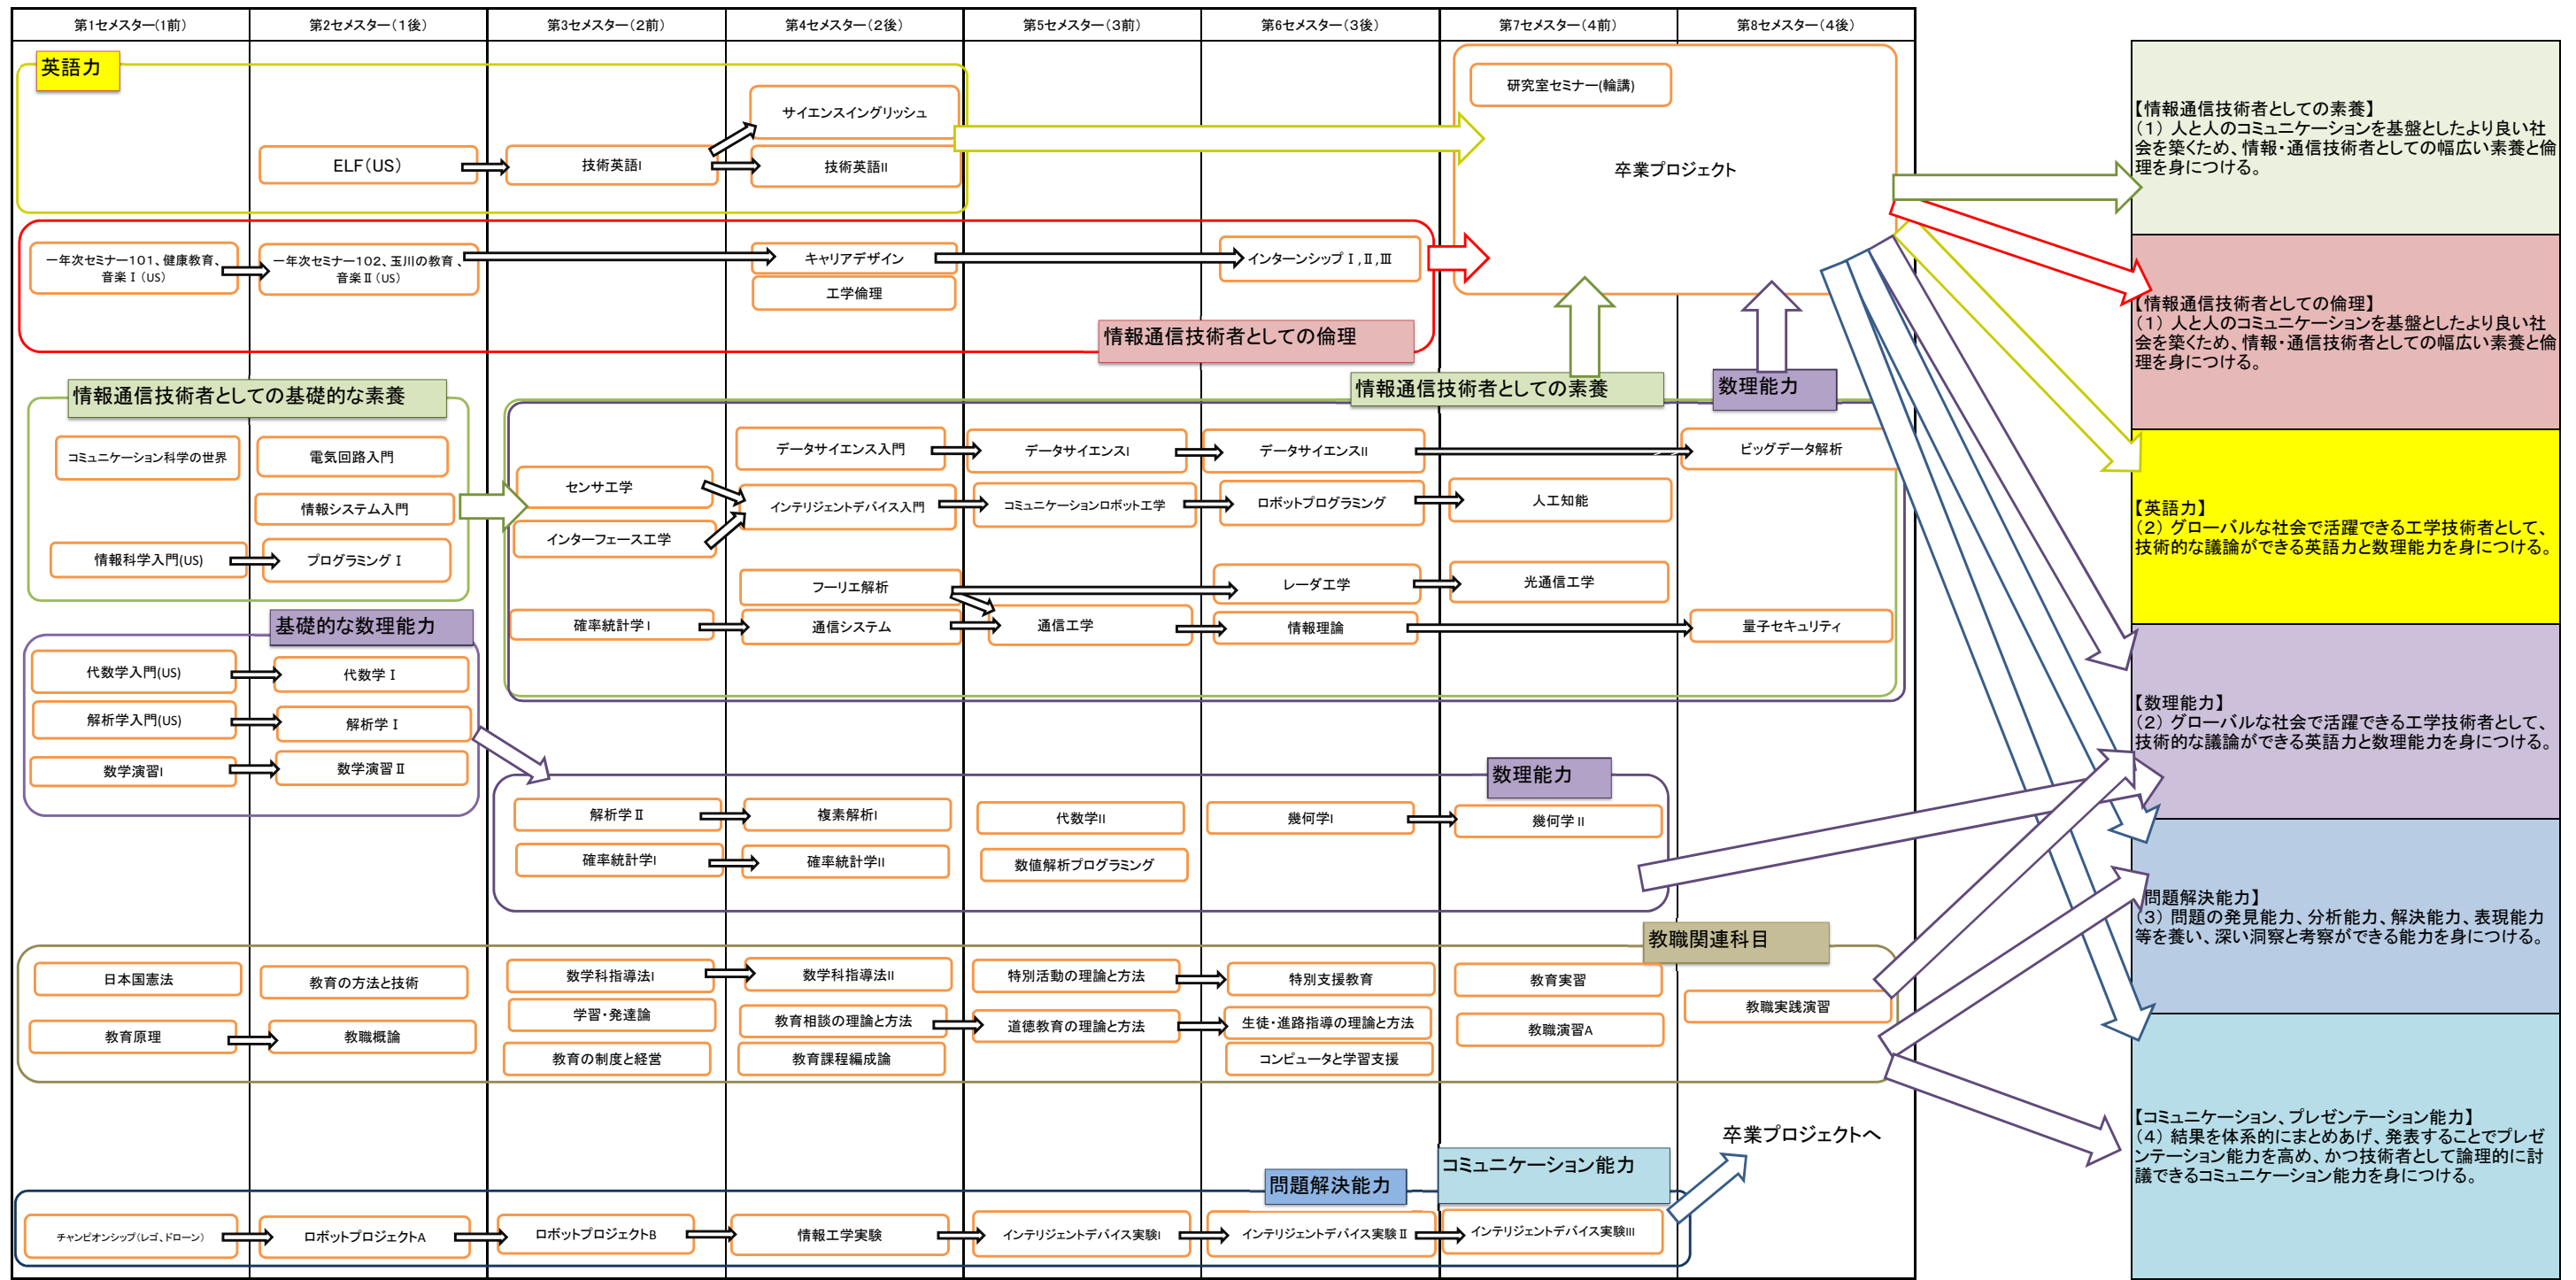 第1セメスター(1前)
第2セメスター(1後)
第3セメスター(2前)
第4セメスター(2後)
第5セメスター(3前)
第6セメスター(3後)
第7セメスター(4前)
第8セメスター(4後)
英語力
サイエンスイングリッシュ
ELF(US)
技術英語I
技術英語II
研究室セミナー(輪講)
卒業プロジェクト
一年次セミナー101、健康教育、
音楽Ⅰ(US)
一年次セミナー102、玉川の教育、
音楽Ⅱ(US)
キャリアデザイン
工学倫理
インターンシップⅠ,Ⅱ,Ⅲ
情報通信技術者としての倫理
情報通信技術者としての基礎的な素養
コミュニケーション科学の世界
電気回路入門
情報システム入門
情報科学入門(US)
プログラミングⅠ
情報通信技術者としての素養
数理能力
データサイエンス入門
データサイエンスI
データサイエンスII
ビッグデータ解析
センサ工学
インテリジェントデバイス入門
コミュニケーションロボット工学
ロボットプログラミング
人工知能
インターフェース工学
フーリエ解析
レーダ工学
光通信工学
確率統計学Ⅰ
通信システム
通信工学
情報理論
量子セキュリティ
基礎的な数理能力
代数学入門(US)
代数学Ⅰ
解析学入門(US)
解析学Ⅰ
数学演習I
数学演習Ⅱ
数理能力
解析学Ⅱ
複素解析I
代数学II
幾何学I
幾何学Ⅱ
確率統計学I
確率統計学II
数値解析プログラミング
教職関連科目
日本国憲法
教育の方法と技術
数学科指導法I
数学科指導法II
特別活動の理論と方法
特別支援教育
教育実習
教職実践演習
学習・発達論
教育原理
教職概論
教育相談の理論と方法
道徳教育の理論と方法
生徒・進路指導の理論と方法
教職演習A
教育の制度と経営
教育課程編成論
コンピュータと学習支援
卒業プロジェクトへ
問題解決能力
コミュニケーション能力
チャンピオンシップ(レゴ、ドローン)
ロボットプロジェクトA
ロボットプロジェクトB
情報工学実験
インテリジェントデバイス実験I
インテリジェントデバイス実験Ⅱ
インテリジェントデバイス実験III
【情報通信技術者としての素養】
(1) 人と人のコミュニケーションを基盤としたより良い社
会を築くため、情報・通信技術者としての幅広い素養と倫
理を身につける。
【情報通信技術者としての倫理】
(1) 人と人のコミュニケーションを基盤としたより良い社
会を築くため、情報・通信技術者としての幅広い素養と倫
理を身につける。
【英語力】
(2) グローバルな社会で活躍できる工学技術者として、
技術的な議論ができる英語力と数理能力を身につける。
【数理能力】
(2) グローバルな社会で活躍できる工学技術者として、
技術的な議論ができる英語力と数理能力を身につける。
問題解決能力】
(3) 問題の発見能力、分析能力、解決能力、表現能力
等を養い、深い洞察と考察ができる能力を身につける。
【コミュニケーション、プレゼンテーション能力】
(4) 結果を体系的にまとめあげ、発表することでプレゼ
ンテーション能力を高め、かつ技術者として論理的に討
議できるコミュニケーション能力を身につける。